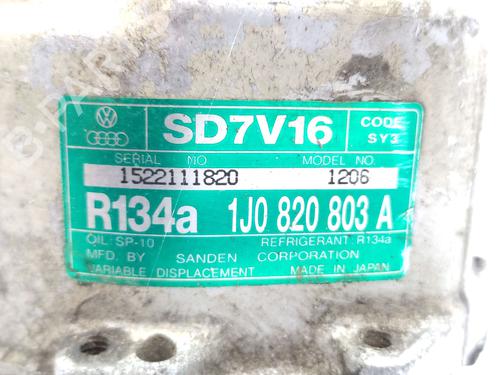 SD7V16
CODE
SY3
SERIAL NO
MODEL NO.
1522111820
1206
R134a
1J0 820 803 A
OIL: SP-10
REFRIGERANT: R134a
MFD. BY SANDEN CORPORATION
VARIABLE DISPLACEMENT
MADE IN JAPAN
B-PARTS